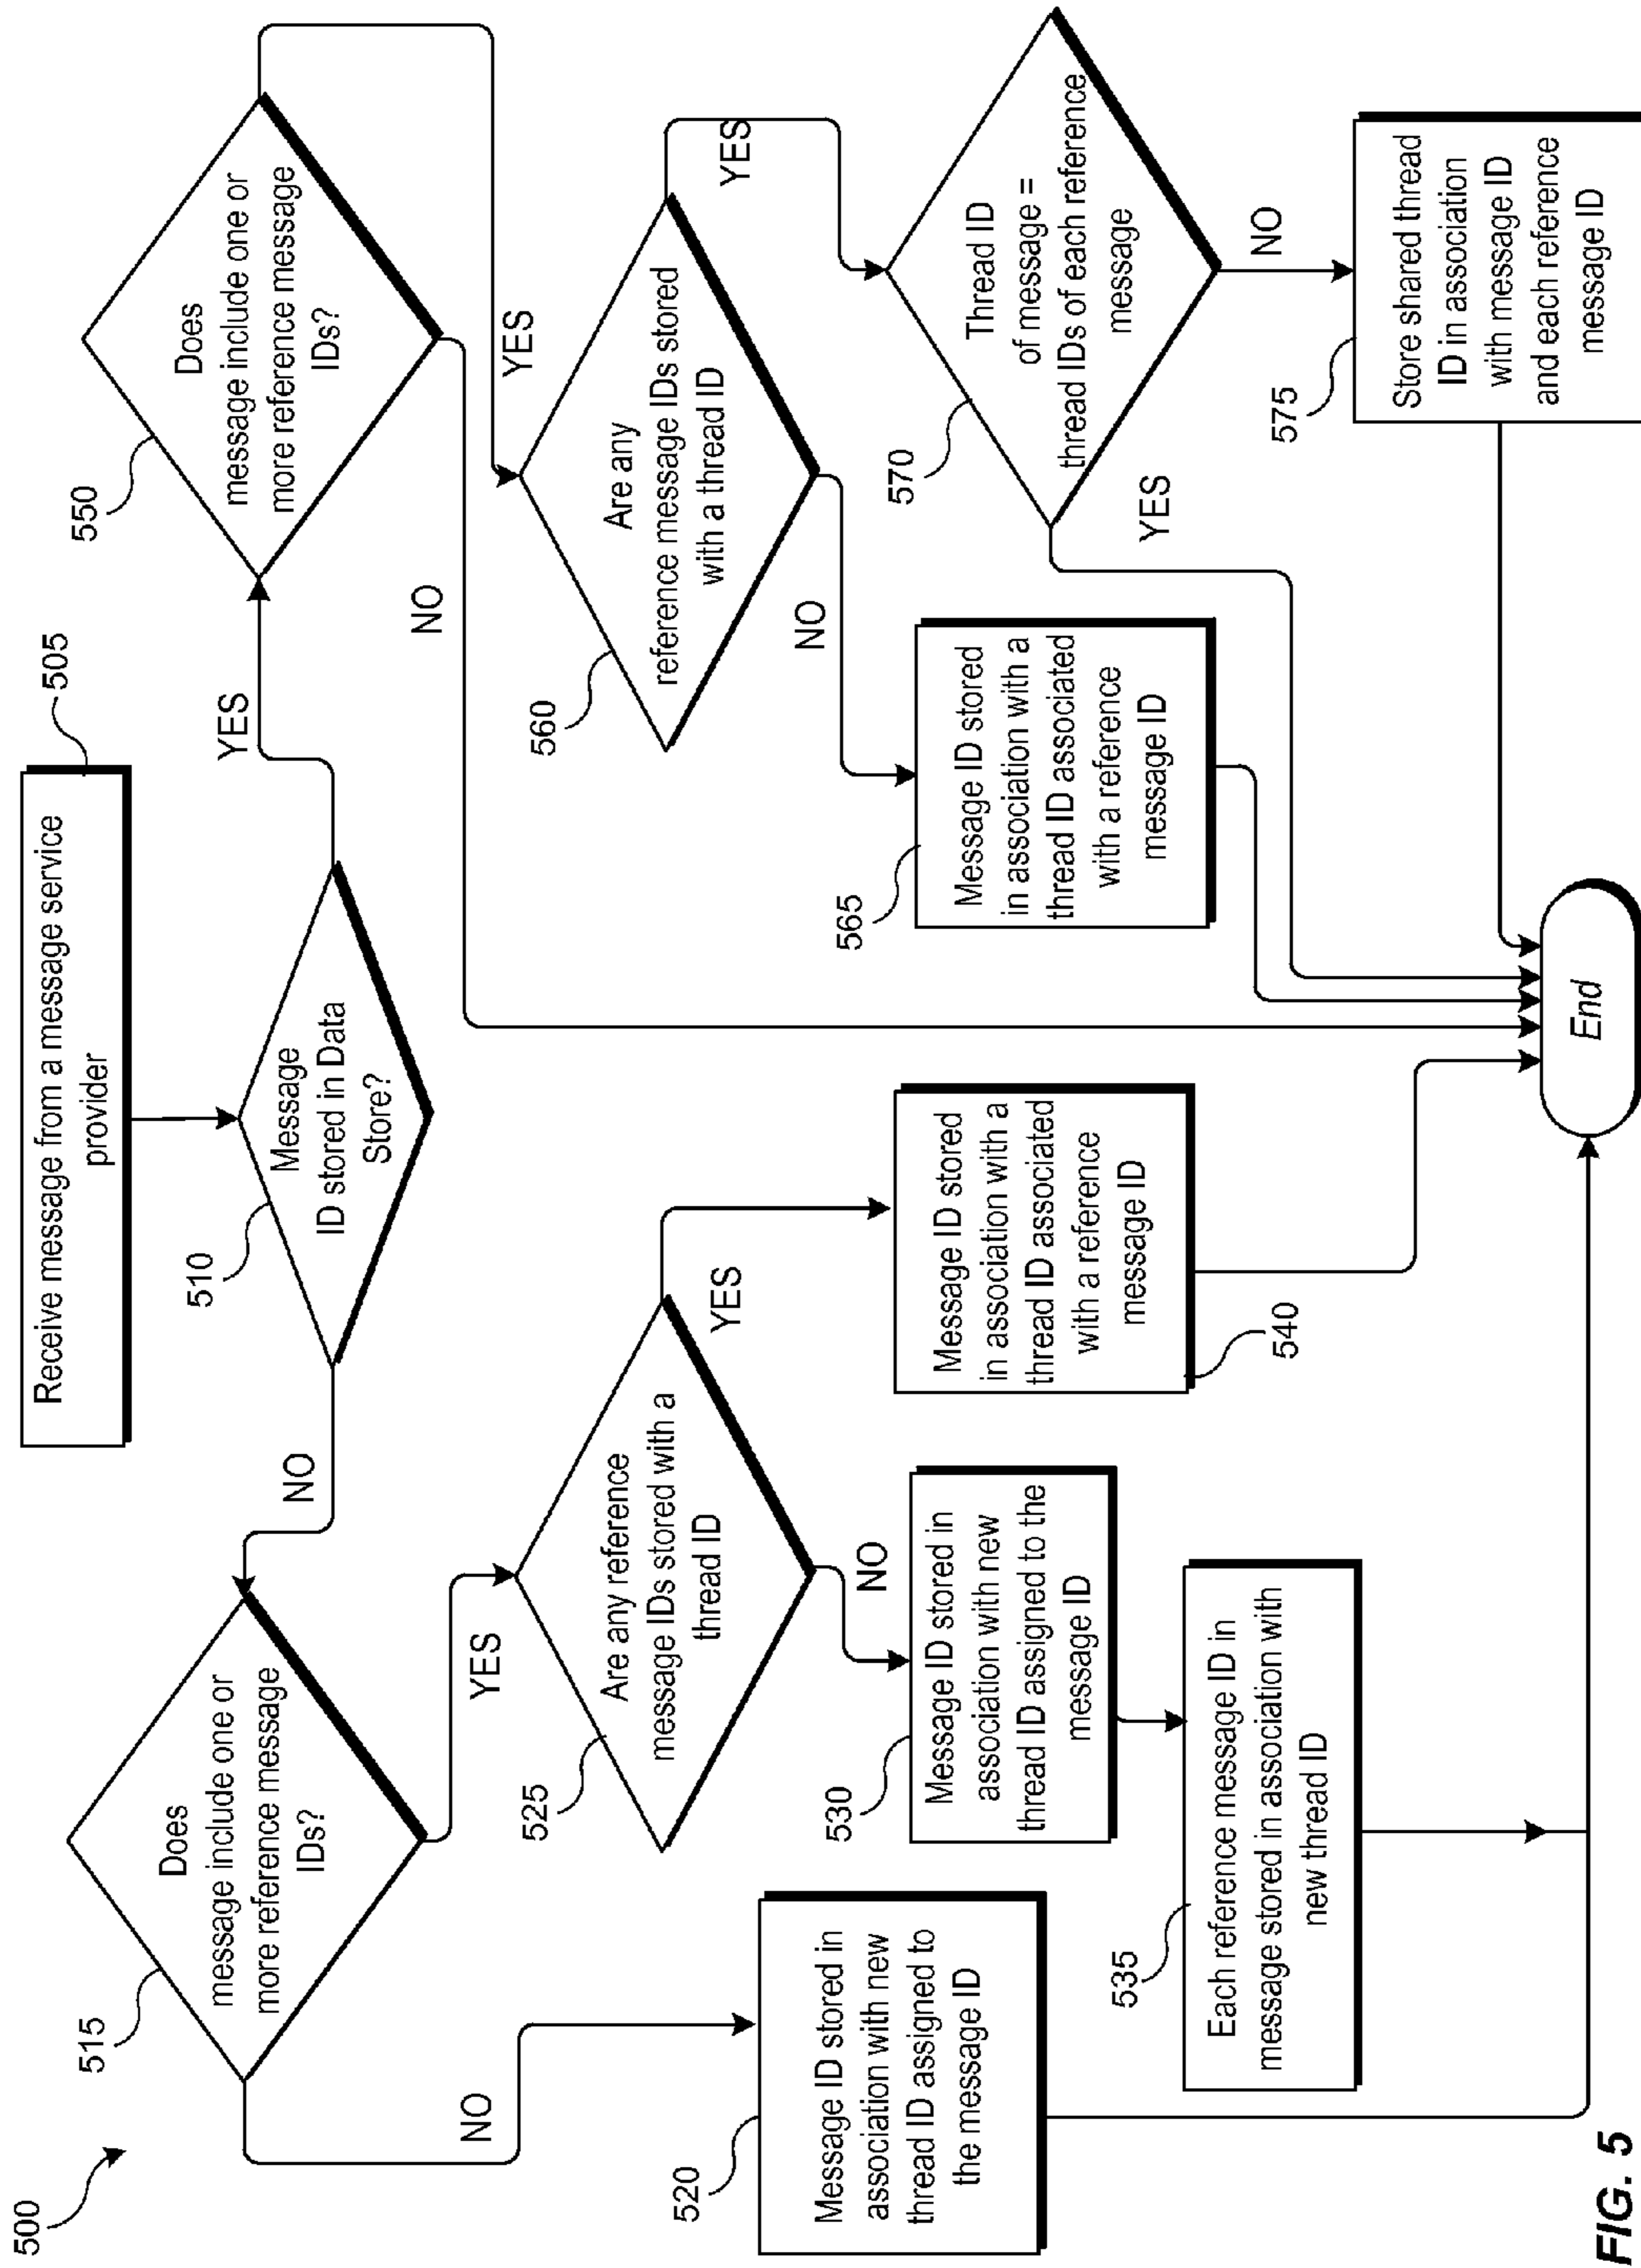 500
Receive message from a message service
provider
505
510
Message
ID stored in Data
Store?
NO
YES
515
Does
message include one or
more reference message
IDs?
550
Does
message include one or
more reference message
IDs?
NO
YES
NO
YES
520
Message ID stored in
association with new
thread ID assigned to
the message ID
525
Are any reference
message IDs stored with a
thread ID
YES
NO
560
Are any
reference message IDs stored
with a thread ID
YES
NO
530
Message ID stored in
association with new
thread ID assigned to the
message ID
540
Message ID stored
in association with a
thread ID associated
with a reference
message ID
565
Message ID stored
in association with a
thread ID associated
with a reference
message ID
570
Thread ID
of message =
thread IDs of each reference
message
YES
NO
535
Each reference message ID in
message stored in association with
new thread ID
575
Store shared thread
ID in association
with message ID
and each reference
message ID
End
FIG. 5